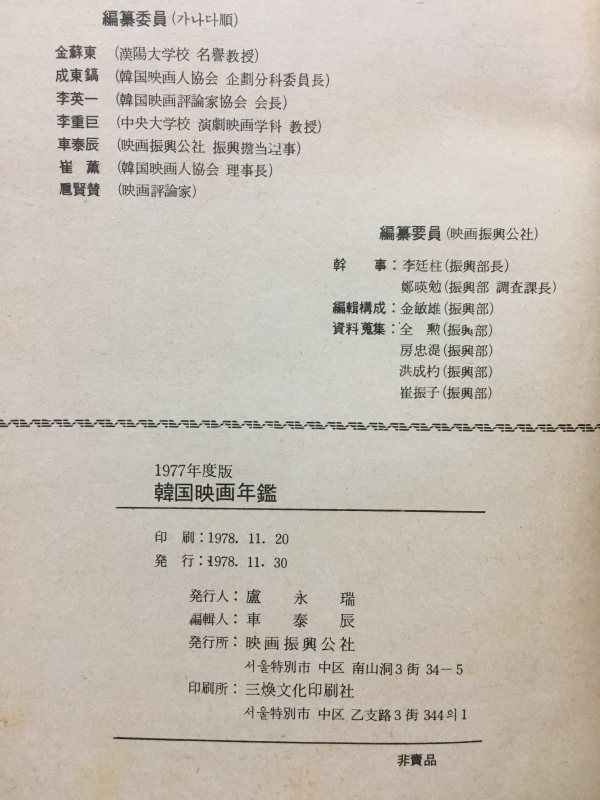 編纂委員(가나다順)
金蘇東 (漢陽大学校 名譽教授)
成東鎬 (韓国映画人協会 企劃分科委員長)
李英一 (韓国映画評論家協会 会長)
李重巨 (中央大学校 演劇映画学科 教授)
車泰辰 (映画振興公社 振興擔当理事)
崔 薰 (韓国映画人協会 理事長)
扈賢贊 (映画評論家)
編纂要員(映画振興公社)
幹 事:李廷柱(振興部長)
鄭暎勉(振興部 調査課長)
編輯構成:金敏雄(振興部)
資料蒐集:全 勲(振興部)
房忠湜(振興部)
洪成杓(振興部)
崔振子(振興部)
1977年度版
韓国映画年鑑
印 刷:1978. 11. 20
発 行:1978. 11. 30
発行人:盧 永 瑞
編輯人:車 泰 辰
発行所:映画振興公社
서울特別市 中区 南山洞3街 34-5
印刷所:三煥文化印刷社
서울特別市 中区 乙支路3街 344의1
非賣品